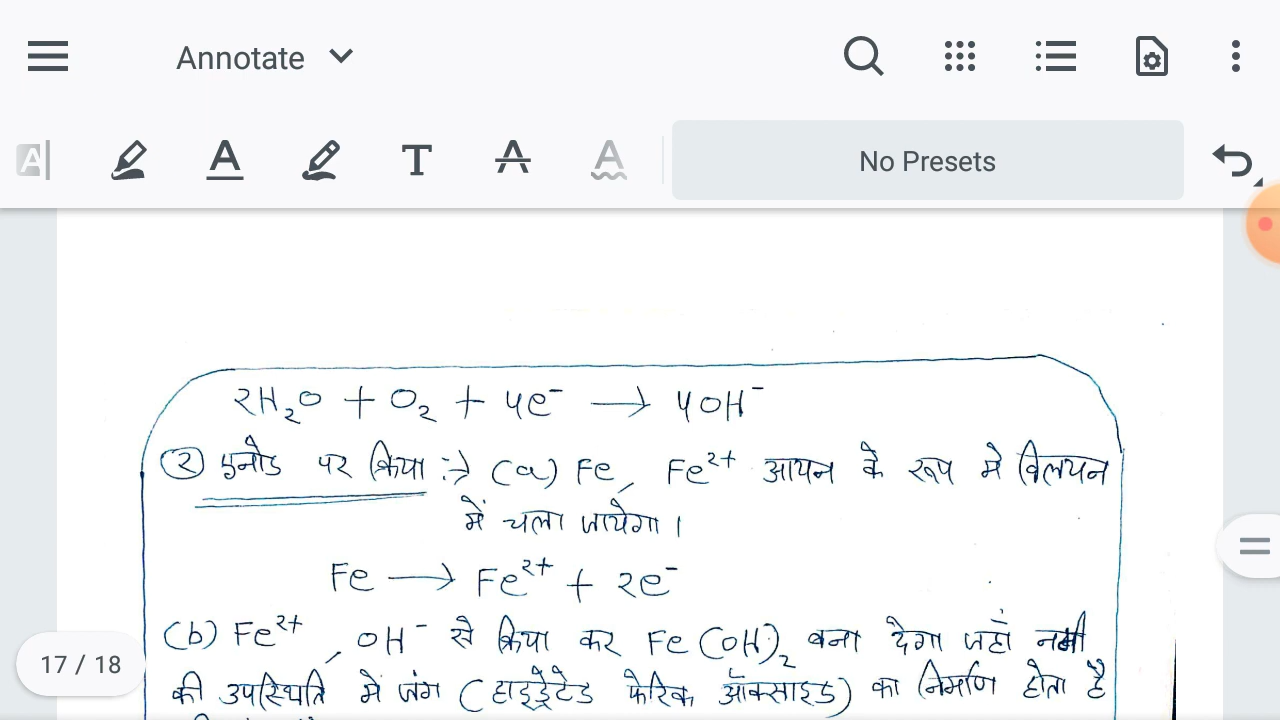 Annotate
A
A
T
A
A
No Presets
2H₂O + O₂ + 4e⁻ → 4OH⁻
② एनोड पर क्रिया :→ (a) Fe, Fe²⁺ आयन के रूप मे विलयन
में चला जायेगा।
Fe → Fe²⁺ + 2e⁻
(b) Fe²⁺, OH⁻ से क्रिया कर Fe(OH)₂ बना देगा जहाँ नमी
17 / 18
की उपस्थिति में जंग (हाइड्रेटेड फेरिक ऑक्साइड) का निर्माण होता है